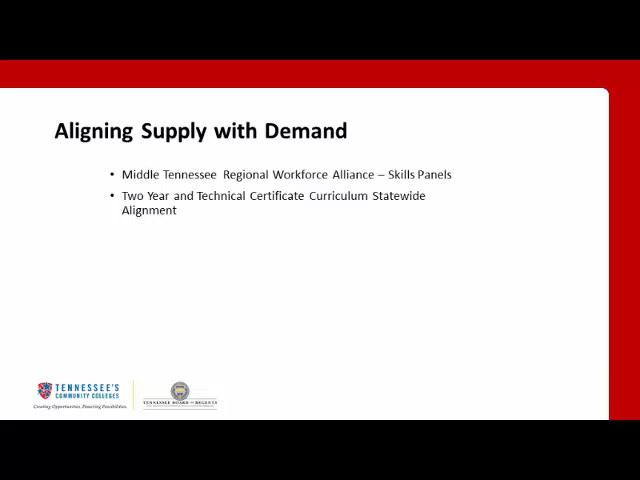 Aligning Supply with Demand
• Middle Tennessee Regional Workforce Alliance – Skills Panels
• Two Year and Technical Certificate Curriculum Statewide
Alignment
TENNESSEE'S
COMMUNITY COLLEGES
Creating Opportunities. Powering Possibilities.
TENNESSEE BOARD of REGENTS